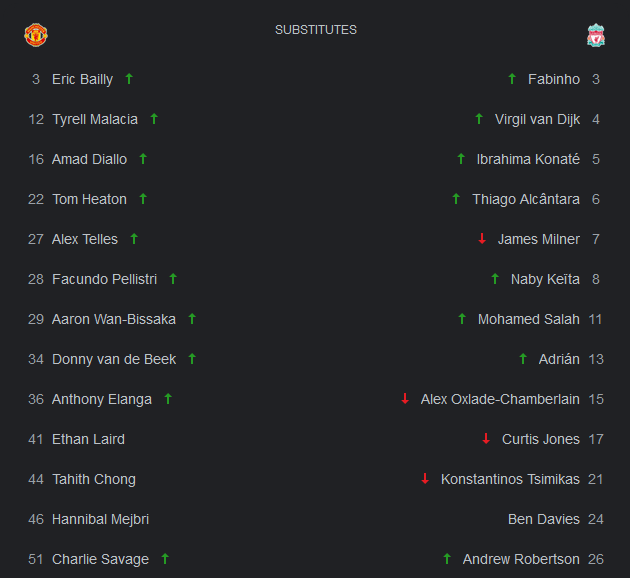 SUBSTITUTES
3 Eric Bailly ↑ ↑ Fabinho 3
12 Tyrell Malacia ↑ ↑ Virgil van Dijk 4
16 Amad Diallo ↑ ↑ Ibrahima Konaté 5
22 Tom Heaton ↑ ↑ Thiago Alcântara 6
27 Alex Telles ↑ ↓ James Milner 7
28 Facundo Pellistri ↑ ↑ Naby Keïta 8
29 Aaron Wan-Bissaka ↑ ↑ Mohamed Salah 11
34 Donny van de Beek ↑ ↑ Adrián 13
36 Anthony Elanga ↑ ↓ Alex Oxlade-Chamberlain 15
41 Ethan Laird ↓ Curtis Jones 17
44 Tahith Chong ↓ Konstantinos Tsimikas 21
46 Hannibal Mejbri Ben Davies 24
51 Charlie Savage ↑ ↑ Andrew Robertson 26